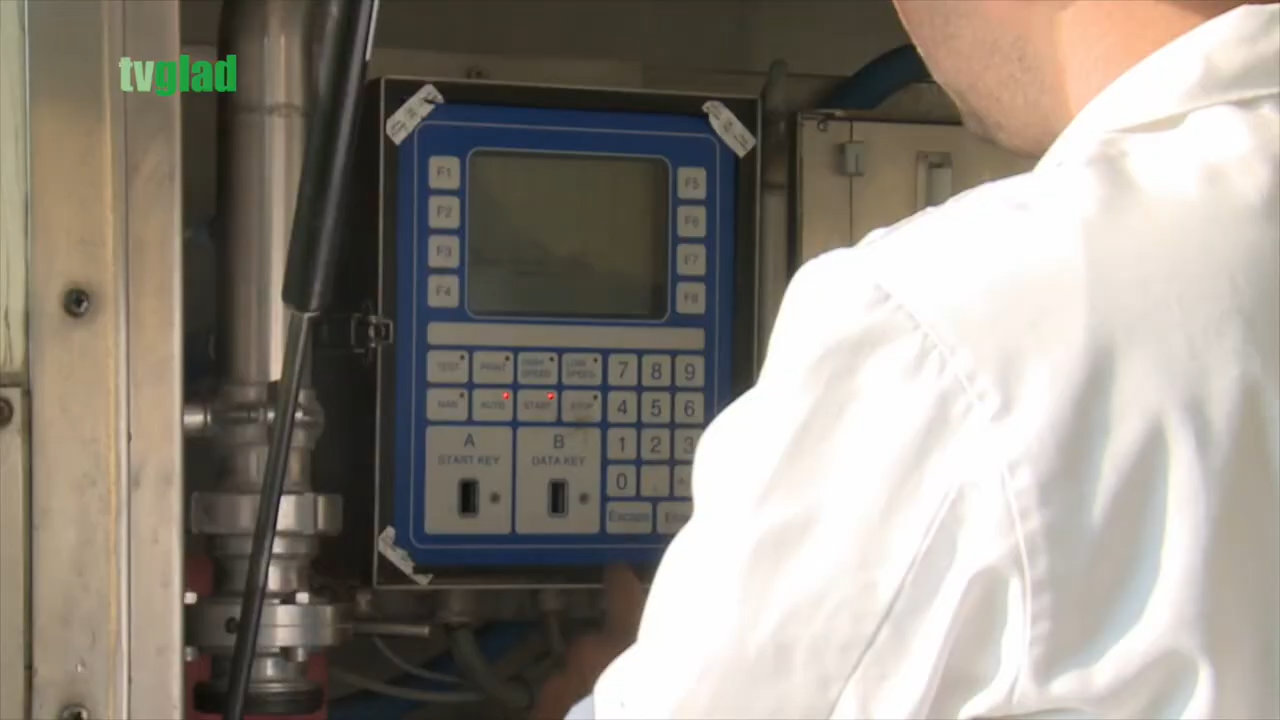 tvglad
F1
F5
F2
F6
F3
F7
F4
F8
TEST PRINT HIGH SPEED LOW SPEED 7 8 9
MAN AUTO START STOP 4 5 6
A B 1 2 3
START KEY DATA KEY
0 .
Escape